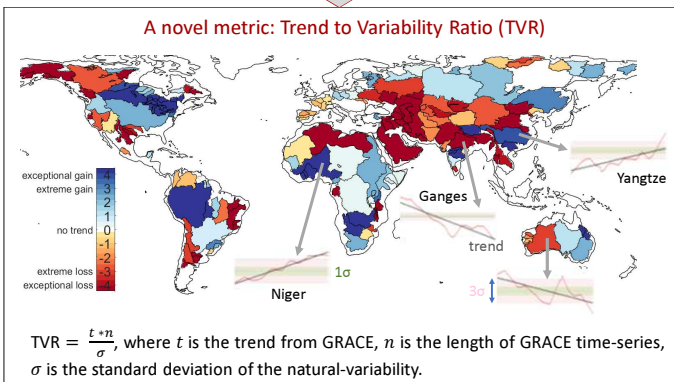 A novel metric: Trend to Variability Ratio (TVR)
exceptional gain 4
extreme gain 3
2
1
no trend 0
-1
-2
extreme loss -3
exceptional loss -4
Yangtze
Ganges
trend
1σ
Niger
3σ
TVR = t * n / σ, where t is the trend from GRACE, n is the length of GRACE time-series,
σ is the standard deviation of the natural-variability.